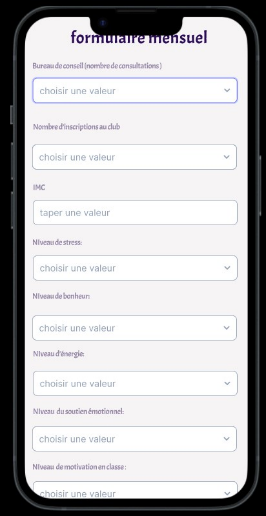 formulaire mensuel
Bureau de conseil (nombre de consultations )
choisir une valeur
Nombre d'inscriptions au club
choisir une valeur
IMC
taper une valeur
Niveau de stress:
choisir une valeur
Niveau de bonheur:
choisir une valeur
Niveau d'énergie:
choisir une valeur
Niveau du soutien émotionnel:
choisir une valeur
Niveau de motivation en classe :
choisir une valeur